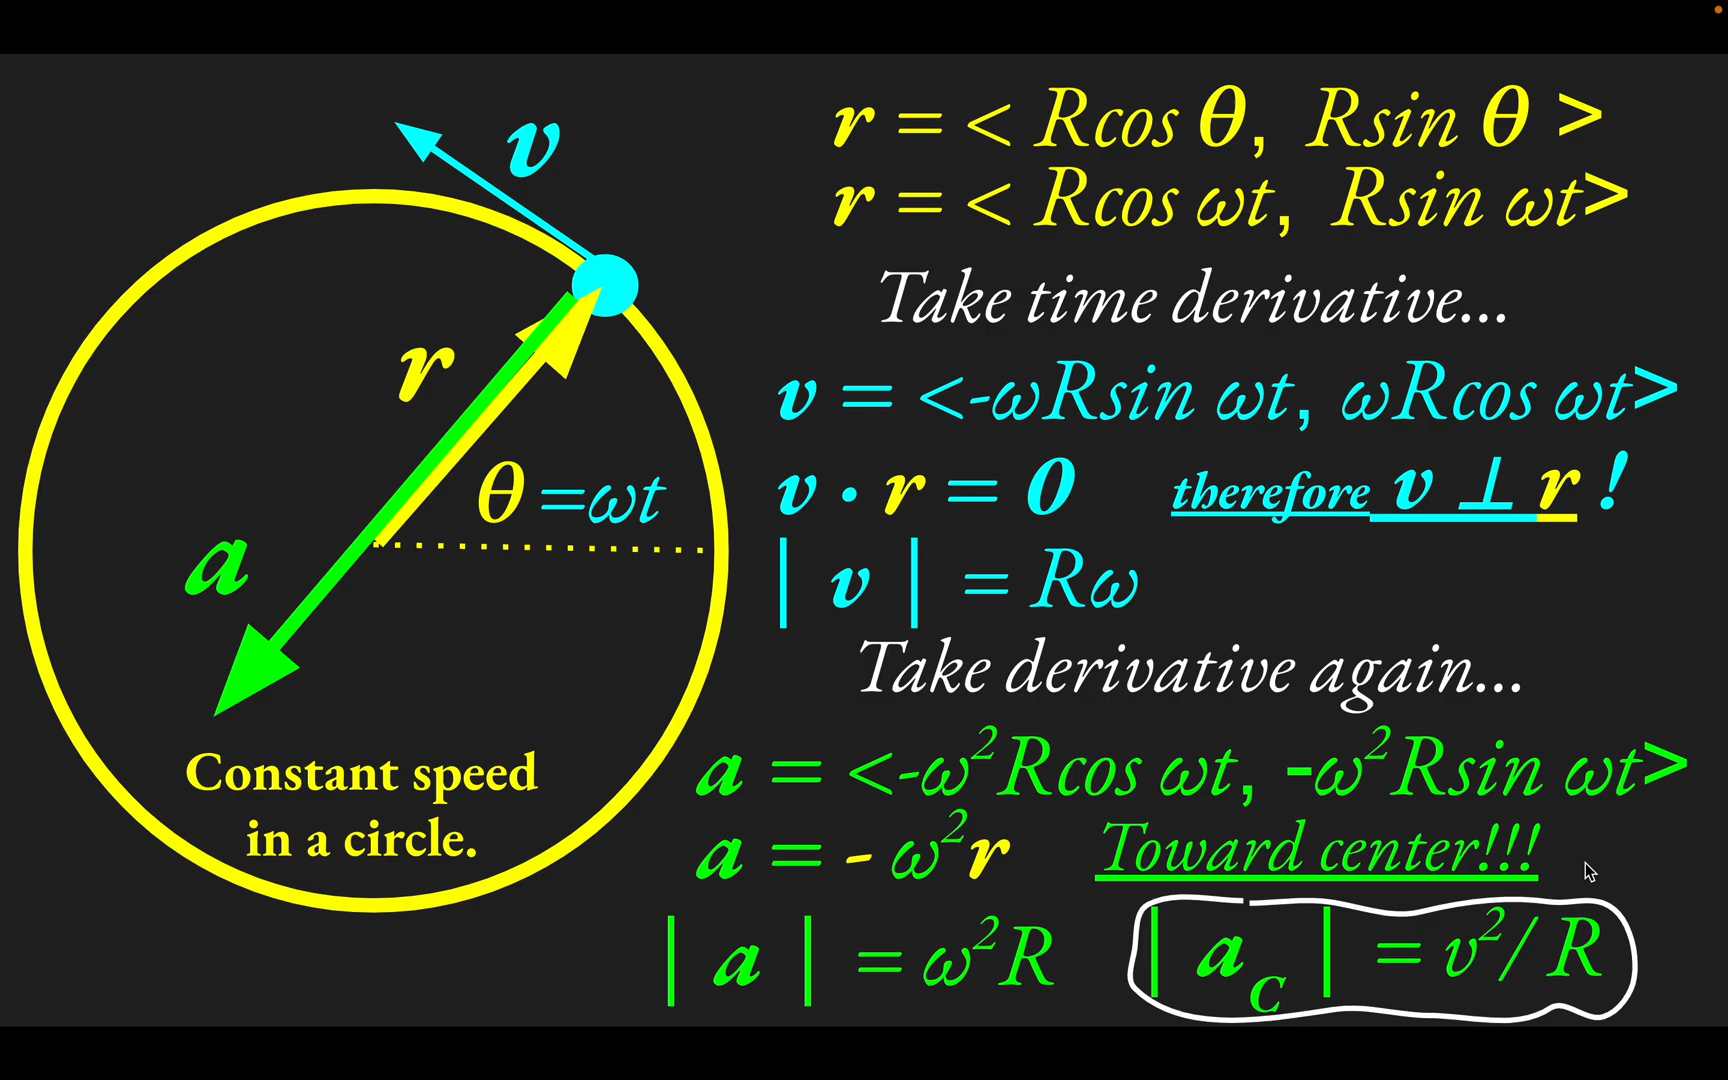 v
r
θ =ωt
a
Constant speed
in a circle.
r = < Rcos θ, Rsin θ >
r = < Rcos ωt, Rsin ωt>
Take time derivative...
v = <-ωRsin ωt, ωRcos ωt>
v · r = 0 therefore v ⊥ r !
| v | = Rω
Take derivative again...
a = <-ω²Rcos ωt, -ω²Rsin ωt>
a = - ω²r Toward center!!!
| a | = ω²R | a_C | = v²/ R